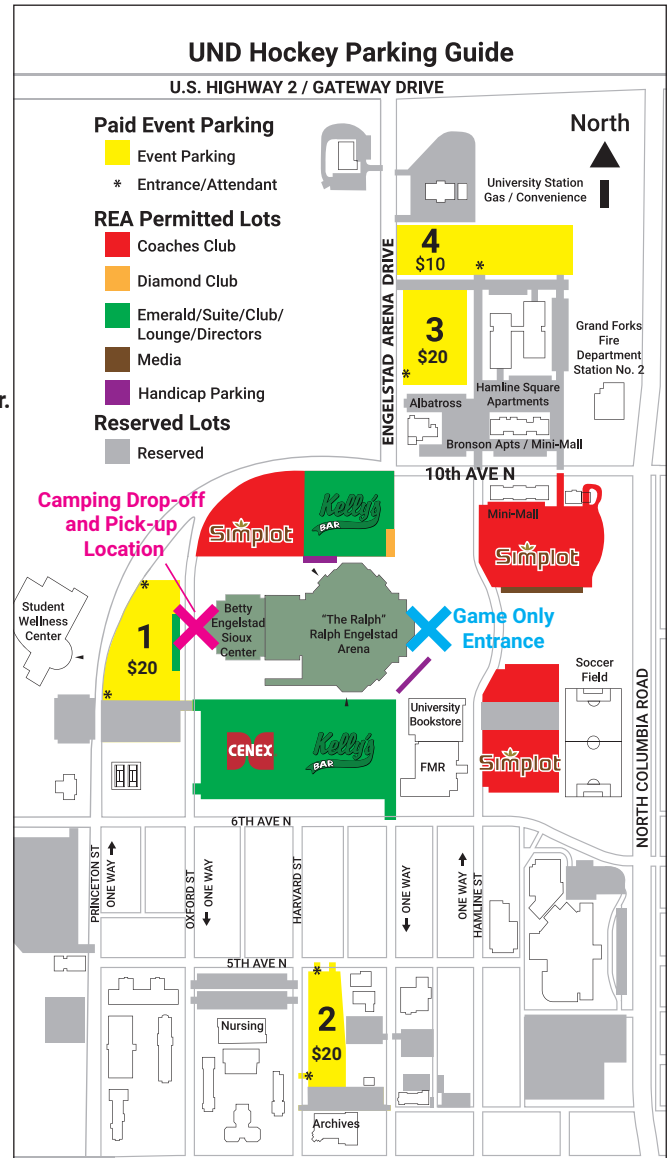 UND Hockey Parking Guide
U.S. HIGHWAY 2 / GATEWAY DRIVE
Paid Event Parking
Event Parking
* Entrance/Attendant
REA Permitted Lots
Coaches Club
Diamond Club
Emerald/Suite/Club/
Lounge/Directors
Media
Handicap Parking
Reserved Lots
Reserved
r.
North
University Station
Gas / Convenience
ENGELSTAD ARENA DRIVE
4
$10
*
3
$20
*
Grand Forks
Fire
Department
Station No. 2
Hamline Square
Apartments
Albatross
Bronson Apts / Mini-Mall
10th AVE N
Camping Drop-off
and Pick-up
Location
Simplot
Kelly's
BAR
Mini-Mall
Simplot
Student
Wellness
Center
*
1
$20
*
Betty
Engelstad
Sioux
Center
"The Ralph"
Ralph Engelstad
Arena
Game Only
Entrance
Soccer
Field
University
Bookstore
FMR
CENEX
Kelly's
BAR
Simplot
NORTH COLUMBIA ROAD
6TH AVE N
PRINCETON ST
ONE WAY
OXFORD ST
ONE WAY
HARVARD ST
ONE WAY
ONE WAY
HAMLINE ST
5TH AVE N
*
2
$20
*
Nursing
Archives